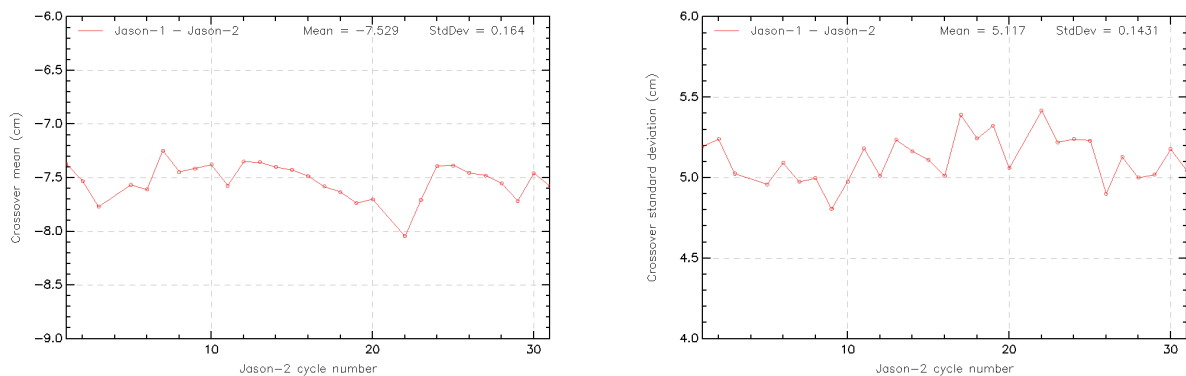 Jason-1 - Jason-2 Mean = -7.529 StdDev = 0.164
-6.0
-6.5
-7.0
-7.5
-8.0
-8.5
-9.0
Crossover mean (cm)
10 20 30
Jason-2 cycle number
Jason-1 - Jason-2 Mean = 5.117 StdDev = 0.1431
6.0
5.5
5.0
4.5
4.0
Crossover standard deviation (cm)
10 20 30
Jason-2 cycle number